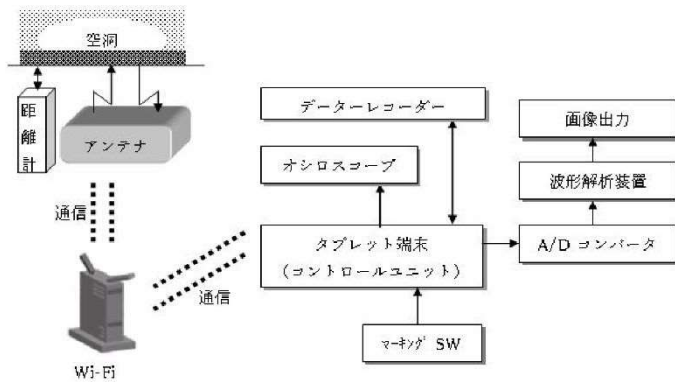 空洞
距離計
アンテナ
通信
Wi-Fi
通信
データーレコーダー
オシロスコープ
タブレット端末
(コントロールユニット)
マーキング SW
画像出力
波形解析装置
A/D コンバータ